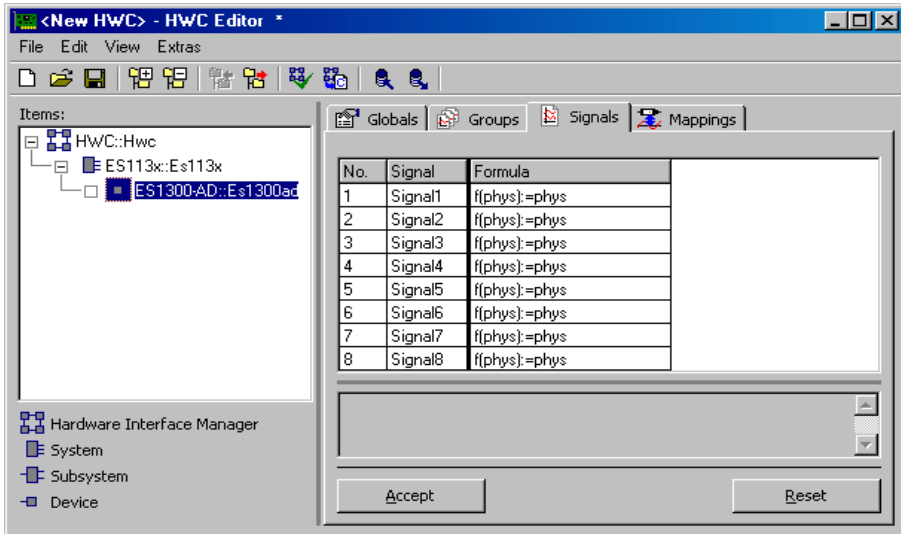 <New HWC> - HWC Editor *
File Edit View Extras
Items:
HWC::Hwc
ES113x::Es113x
ES1300-AD::Es1300ad
Hardware Interface Manager
System
Subsystem
Device
Globals Groups Signals Mappings
No. Signal Formula
1 Signal1 f(phys):=phys
2 Signal2 f(phys):=phys
3 Signal3 f(phys):=phys
4 Signal4 f(phys):=phys
5 Signal5 f(phys):=phys
6 Signal6 f(phys):=phys
7 Signal7 f(phys):=phys
8 Signal8 f(phys):=phys
Accept Reset